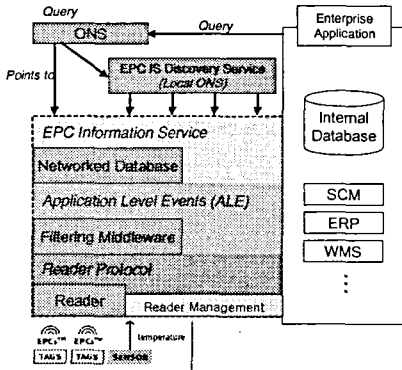 Query
ONS
Query
Enterprise
Application
Points to
EPC IS Discovery Service
(Local ONS)
EPC Information Service
Networked Database
Application Level Events (ALE)
Filtering Middleware
Reader Protocol
Reader
Reader Management
Internal
Database
SCM
ERP
WMS
temperature
TAGS
TAGS
SENSOR